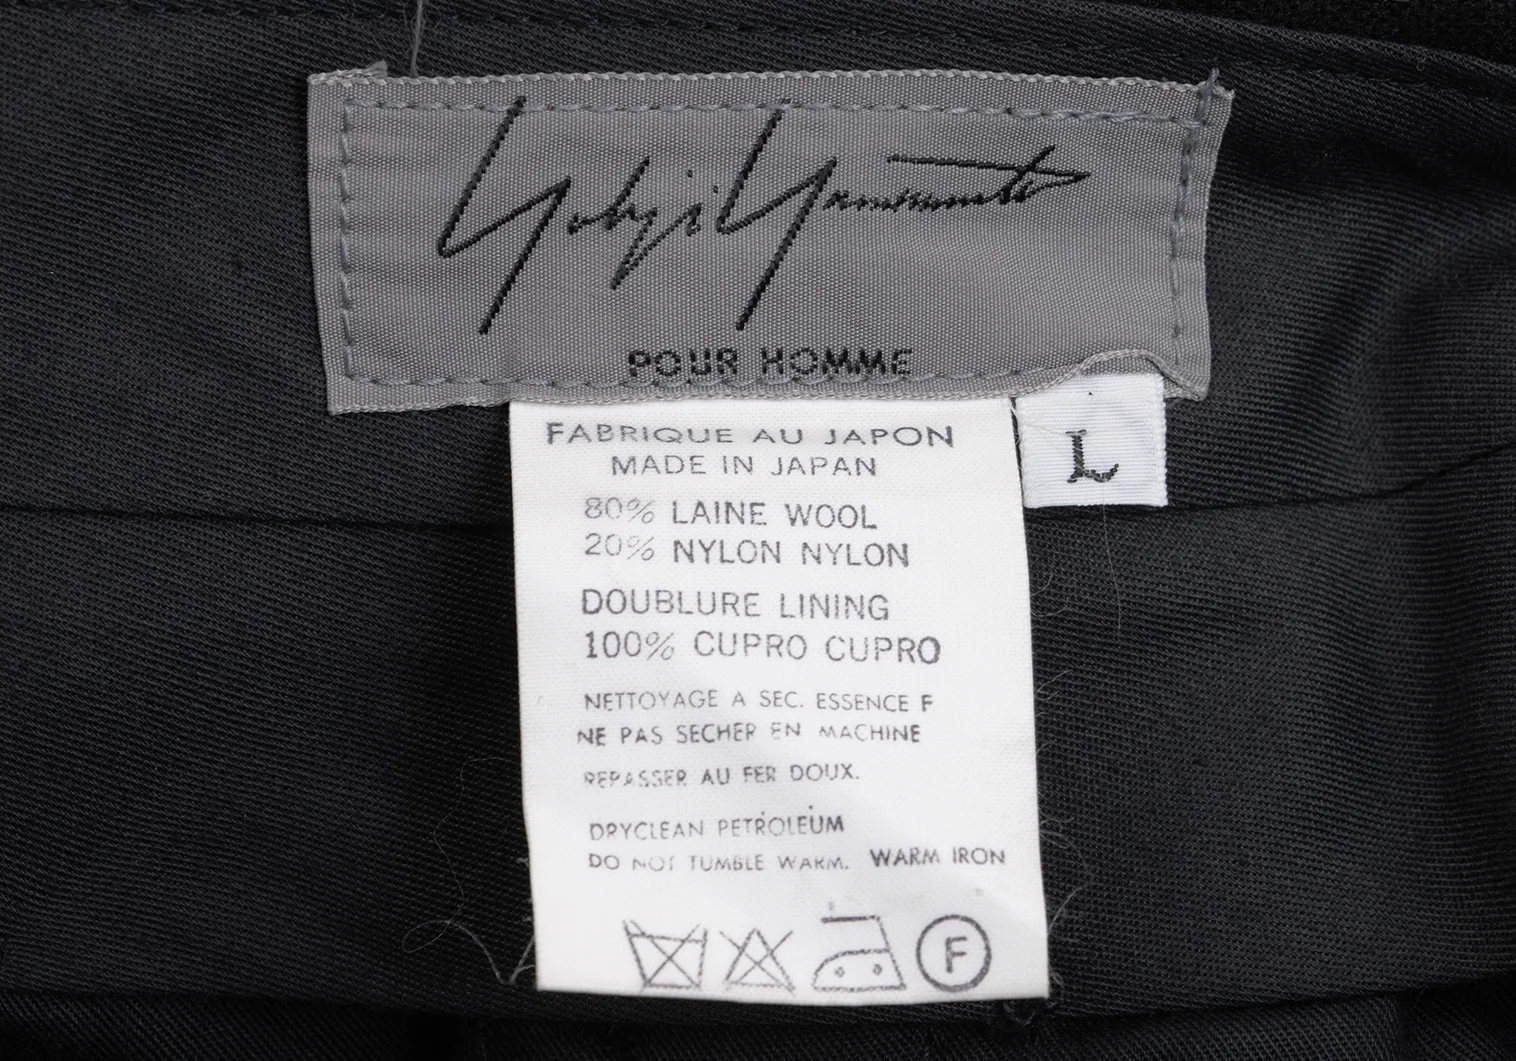 Yohji Yamamoto
POUR HOMME
FABRIQUE AU JAPON
MADE IN JAPAN
L
80% LAINE WOOL
20% NYLON NYLON
DOUBLURE LINING
100% CUPRO CUPRO
NETTOYAGE A SEC. ESSENCE F
NE PAS SECHER EN MACHINE
REPASSER AU FER DOUX.
DRYCLEAN PETROLEUM
DO NOT TUMBLE WARM. WARM IRON
F